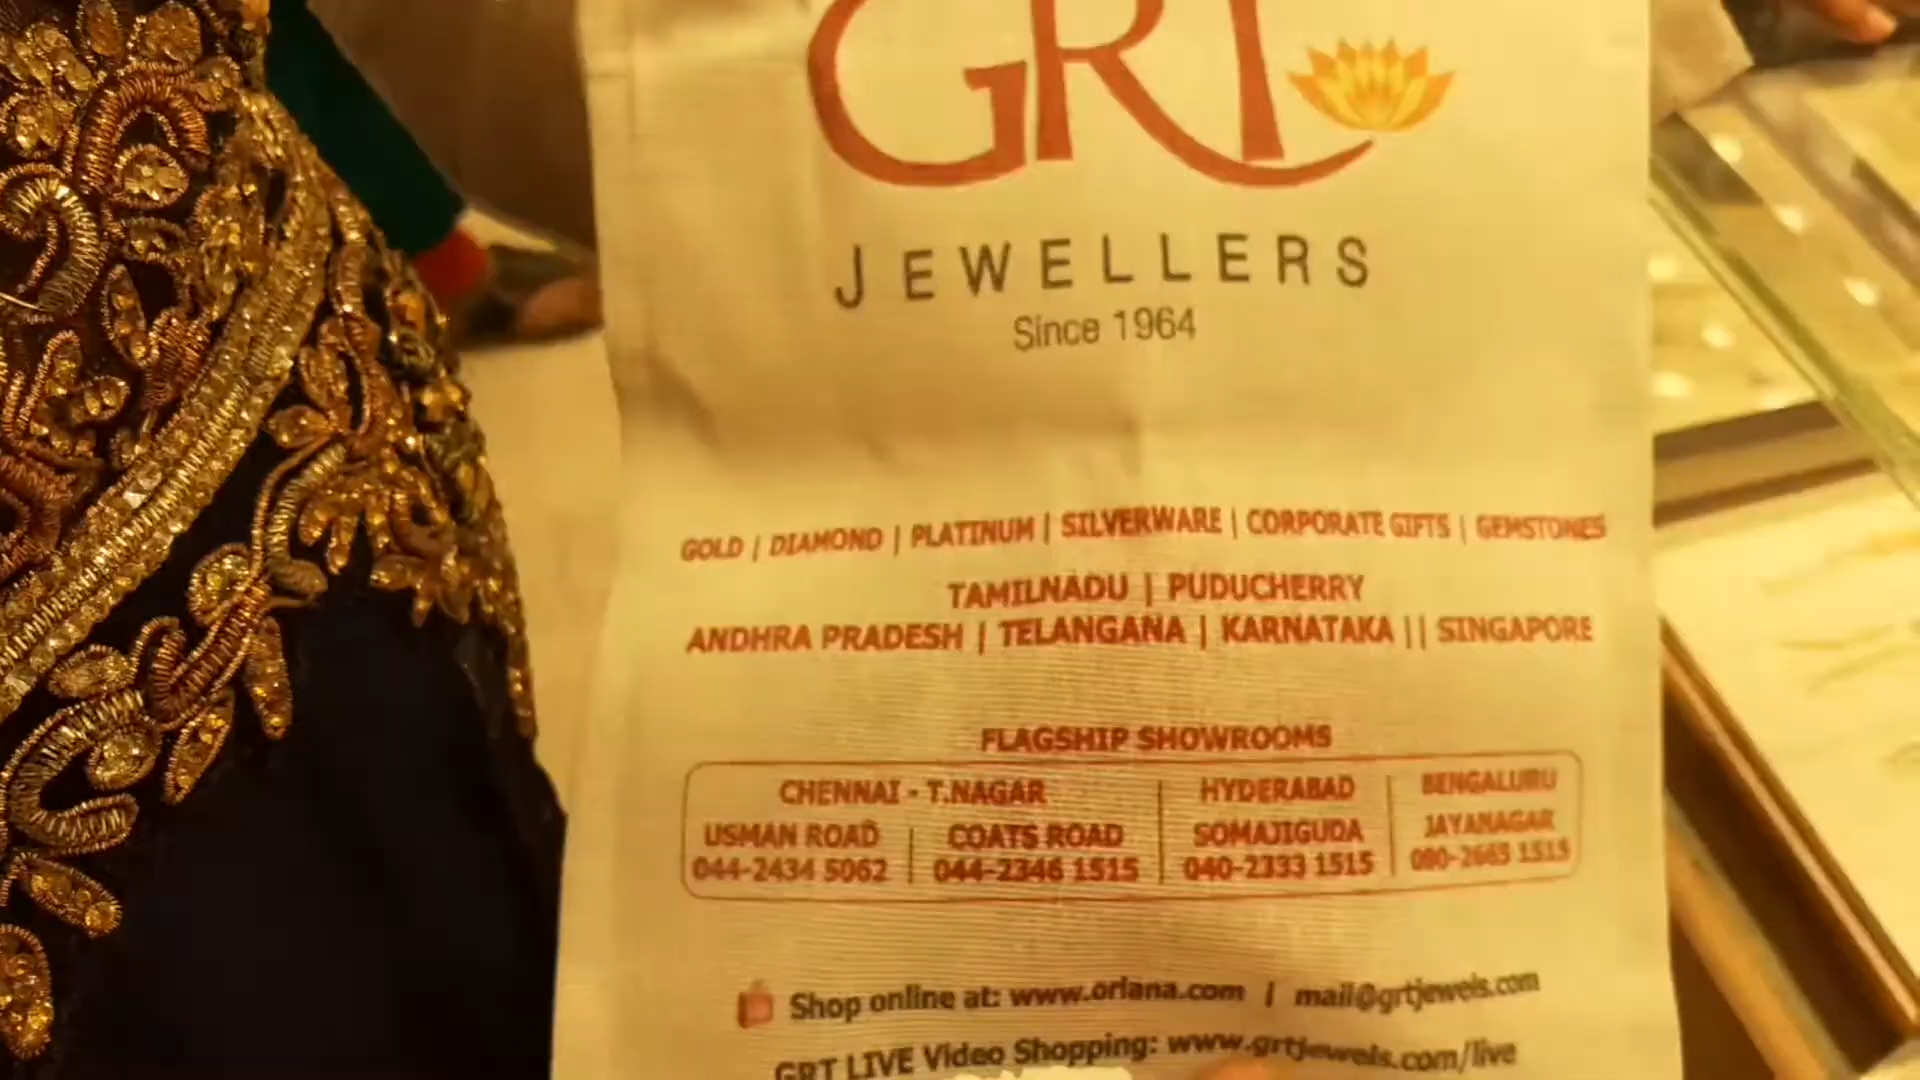 GRT
JEWELLERS
Since 1964
GOLD | DIAMOND | PLATINUM | SILVERWARE | CORPORATE GIFTS | GEMSTONES
TAMILNADU | PUDUCHERRY
ANDHRA PRADESH | TELANGANA | KARNATAKA || SINGAPORE
FLAGSHIP SHOWROOMS
CHENNAI - T.NAGAR | HYDERABAD | BENGALURU
USMAN ROAD | COATS ROAD | SOMAJIGUDA | JAYANAGAR
044-2434 5062 | 044-2346 1515 | 040-2333 1515 | 080-2665 1515
Shop online at: www.oriana.com | mail@grtjewels.com
GRT LIVE Video Shopping: www.grtjewels.com/live